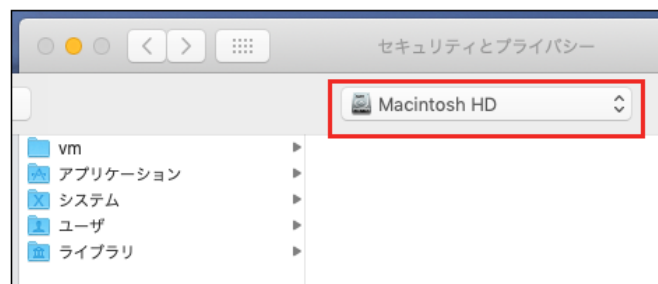 セキュリティとプライバシー
Macintosh HD
vm
アプリケーション
システム
ユーザ
ライブラリ